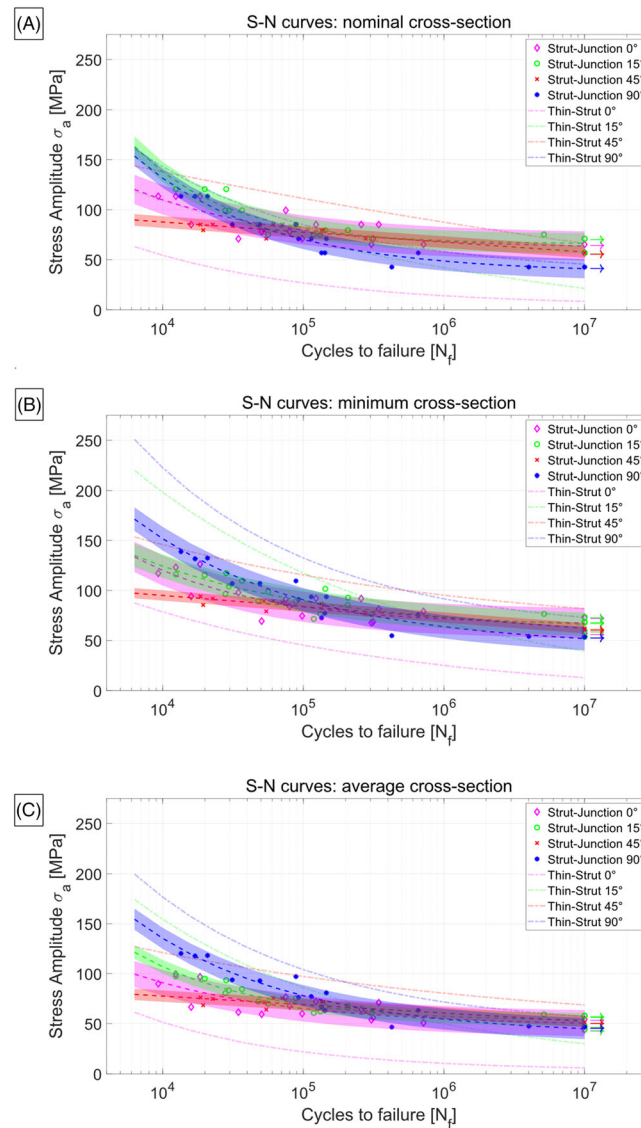 (A)
S-N curves: nominal cross-section
Stress Amplitude σa [MPa]
250
200
150
100
50
0
Strut-Junction 0°
Strut-Junction 15°
Strut-Junction 45°
Strut-Junction 90°
Thin-Strut 0°
Thin-Strut 15°
Thin-Strut 45°
Thin-Strut 90°
10^4 10^5 10^6 10^7
Cycles to failure [Nf]
(B)
S-N curves: minimum cross-section
Stress Amplitude σa [MPa]
250
200
150
100
50
0
Strut-Junction 0°
Strut-Junction 15°
Strut-Junction 45°
Strut-Junction 90°
Thin-Strut 0°
Thin-Strut 15°
Thin-Strut 45°
Thin-Strut 90°
10^4 10^5 10^6 10^7
Cycles to failure [Nf]
(C)
S-N curves: average cross-section
Stress Amplitude σa [MPa]
250
200
150
100
50
0
Strut-Junction 0°
Strut-Junction 15°
Strut-Junction 45°
Strut-Junction 90°
Thin-Strut 0°
Thin-Strut 15°
Thin-Strut 45°
Thin-Strut 90°
10^4 10^5 10^6 10^7
Cycles to failure [Nf]